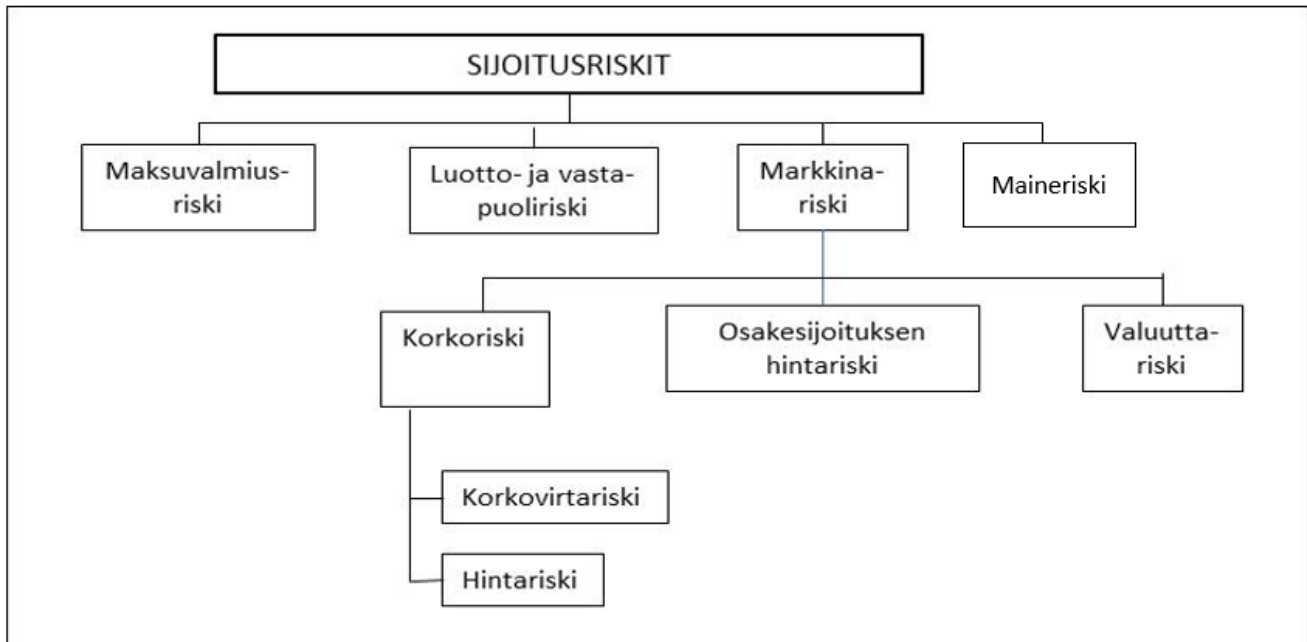 SIJOITUSRISKIT
Maksuvalmius-
riski
Luotto- ja vasta-
puoliriski
Markkina-
riski
Maineriski
Korkoriski
Osakesijoituksen
hintariski
Valuutta-
riski
Korkovirtariski
Hintariski